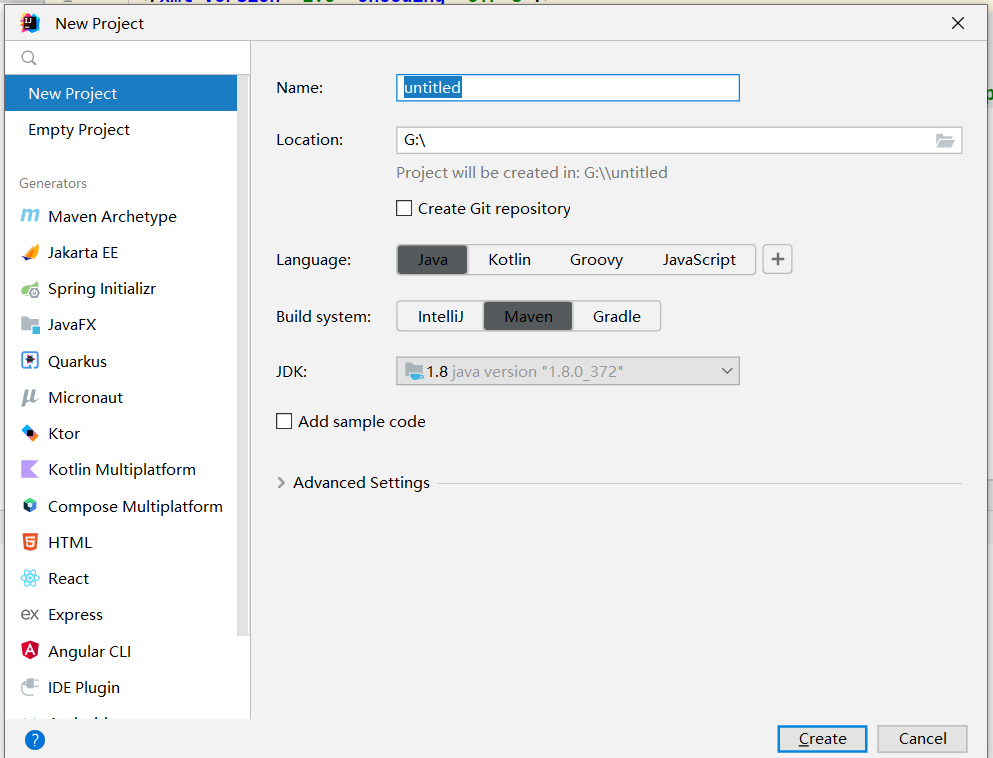 New Project
New Project
Empty Project
Generators
Maven Archetype
Jakarta EE
Spring Initializr
JavaFX
Quarkus
Micronaut
Ktor
Kotlin Multiplatform
Compose Multiplatform
HTML
React
Express
Angular CLI
IDE Plugin
Name:
untitled
Location:
G:\
Project will be created in: G:\\untitled
Create Git repository
Language:
Java Kotlin Groovy JavaScript +
Build system:
IntelliJ Maven Gradle
JDK:
1.8 java version "1.8.0_372"
Add sample code
Advanced Settings
? Create Cancel